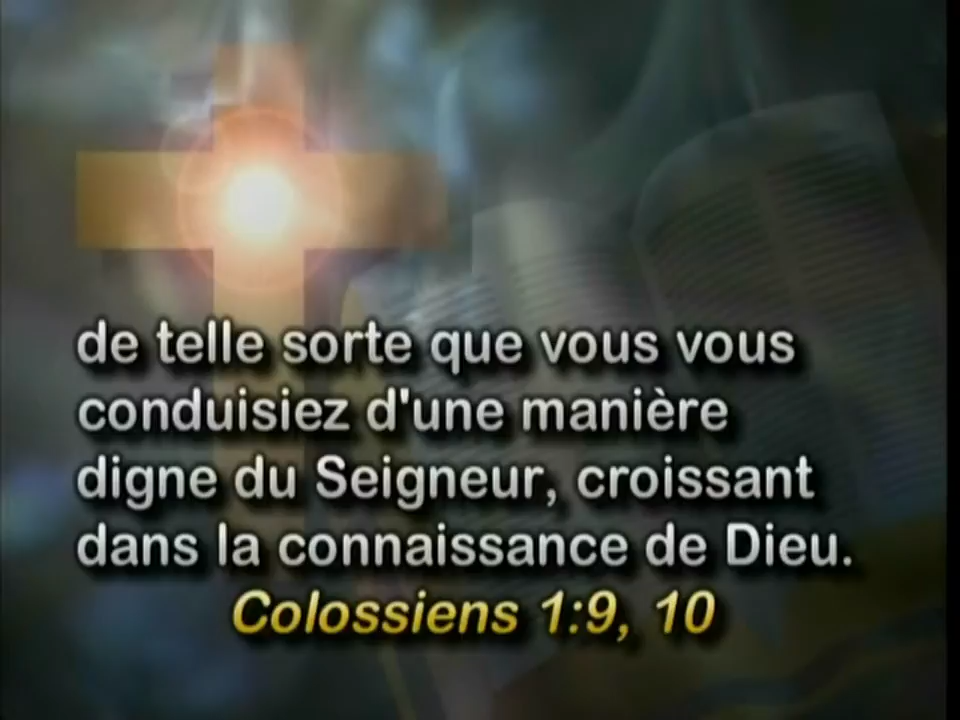 de telle sorte que vous vous
conduisiez d'une manière
digne du Seigneur, croissant
dans la connaissance de Dieu.
Colossiens 1:9, 10